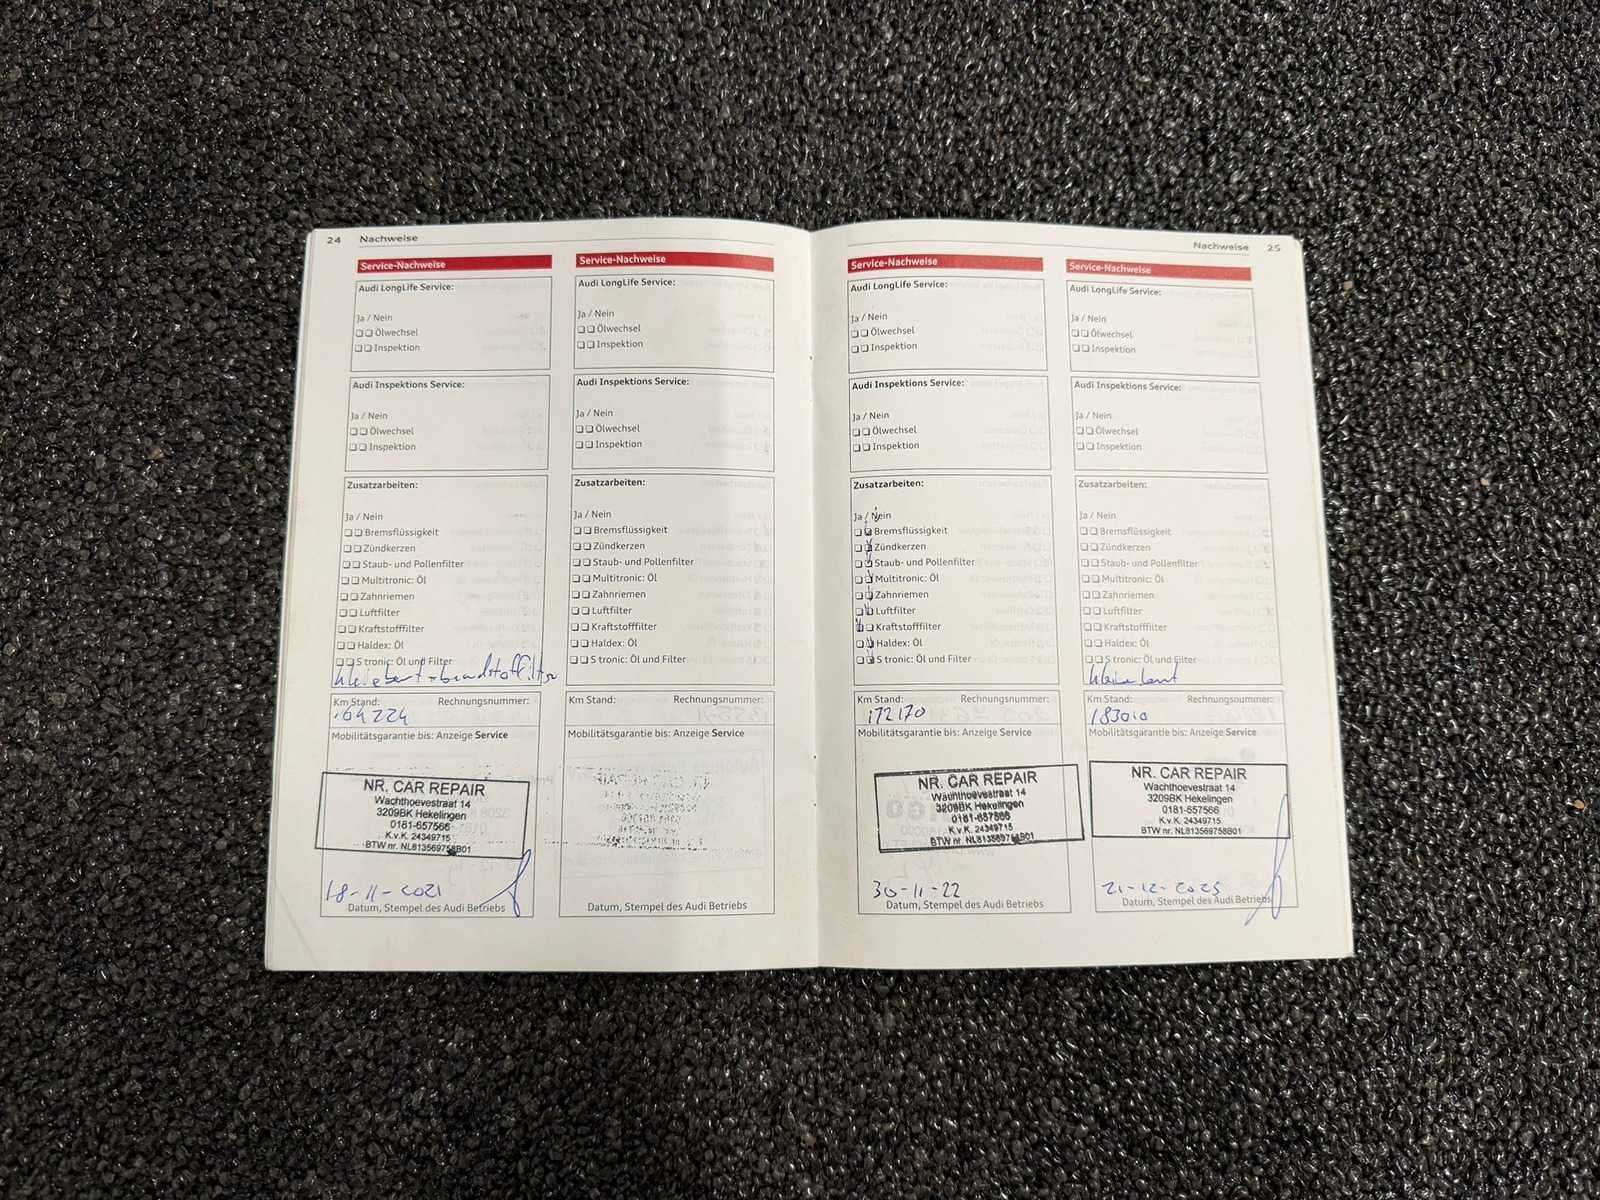 24 Nachweise
Service-Nachweise
Audi LongLife Service:
Ja / Nein
Ölwechsel
Inspektion
Audi Inspektions Service:
Ja / Nein
Ölwechsel
Inspektion
Zusatzarbeiten:
Ja / Nein
Bremsflüssigkeit
Zündkerzen
Staub- und Pollenfilter
Multitronic: Öl
Zahnriemen
Luftfilter
Kraftstofffilter
Haldex: Öl
S tronic: Öl und Filter
Km Stand: Rechnungsnummer:
164224
Mobilitätsgarantie bis: Anzeige Service
NR. CAR REPAIR
Wachthoevestraat 14
3209BK Hekelingen
0181-657566
K.v.K. 24349715
BTW nr. NL813569758B01
18-11-2021
Datum, Stempel des Audi Betriebs
Service-Nachweise
Audi LongLife Service:
Ja / Nein
Ölwechsel
Inspektion
Audi Inspektions Service:
Ja / Nein
Ölwechsel
Inspektion
Zusatzarbeiten:
Ja / Nein
Bremsflüssigkeit
Zündkerzen
Staub- und Pollenfilter
Multitronic: Öl
Zahnriemen
Luftfilter
Kraftstofffilter
Haldex: Öl
S tronic: Öl und Filter
Km Stand: Rechnungsnummer:
Mobilitätsgarantie bis: Anzeige Service
Datum, Stempel des Audi Betriebs
Nachweise 25
Service-Nachweise
Audi LongLife Service:
Ja / Nein
Ölwechsel
Inspektion
Audi Inspektions Service:
Ja / Nein
Ölwechsel
Inspektion
Zusatzarbeiten:
Ja / Nein
Bremsflüssigkeit
Zündkerzen
Staub- und Pollenfilter
Multitronic: Öl
Zahnriemen
Luftfilter
Kraftstofffilter
Haldex: Öl
S tronic: Öl und Filter
Km Stand: Rechnungsnummer:
172170
Mobilitätsgarantie bis: Anzeige Service
NR. CAR REPAIR
Wachthoevestraat 14
3209BK Hekelingen
0181-657566
K.v.K. 24349715
BTW nr. NL813569758B01
30-11-22
Datum, Stempel des Audi Betriebs
Service-Nachweise
Audi LongLife Service:
Ja / Nein
Ölwechsel
Inspektion
Audi Inspektions Service:
Ja / Nein
Ölwechsel
Inspektion
Zusatzarbeiten:
Ja / Nein
Bremsflüssigkeit
Zündkerzen
Staub- und Pollenfilter
Multitronic: Öl
Zahnriemen
Luftfilter
Kraftstofffilter
Haldex: Öl
S tronic: Öl und Filter
Km Stand: Rechnungsnummer:
183010
Mobilitätsgarantie bis: Anzeige Service
NR. CAR REPAIR
Wachthoevestraat 14
3209BK Hekelingen
0181-657566
K.v.K. 24349715
BTW nr. NL813569758B01
21-12-2023
Datum, Stempel des Audi Betriebs